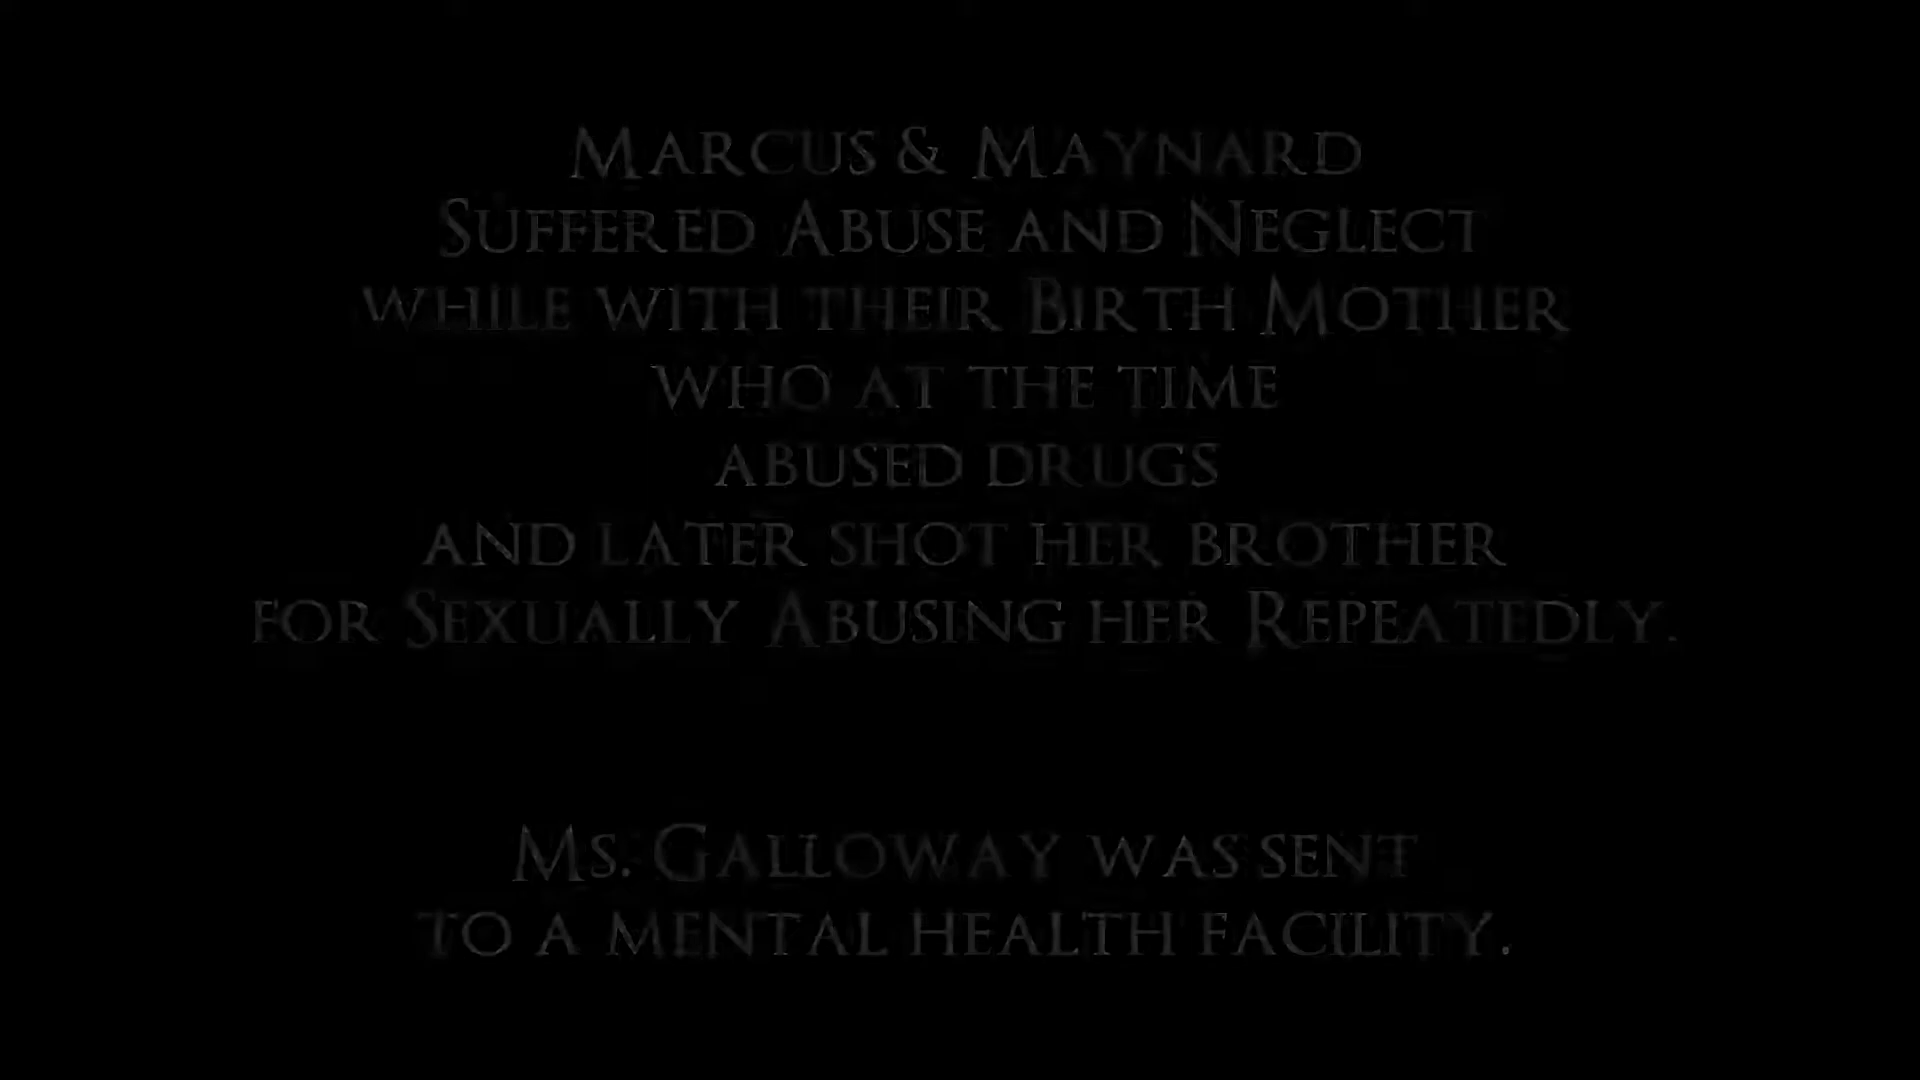 Marcus & Maynard
Suffered Abuse and Neglect
while with their Birth Mother
who at the time
abused drugs
and later shot her brother
for Sexually Abusing her Repeatedly.
Ms. Galloway was sent
to a mental health facility.